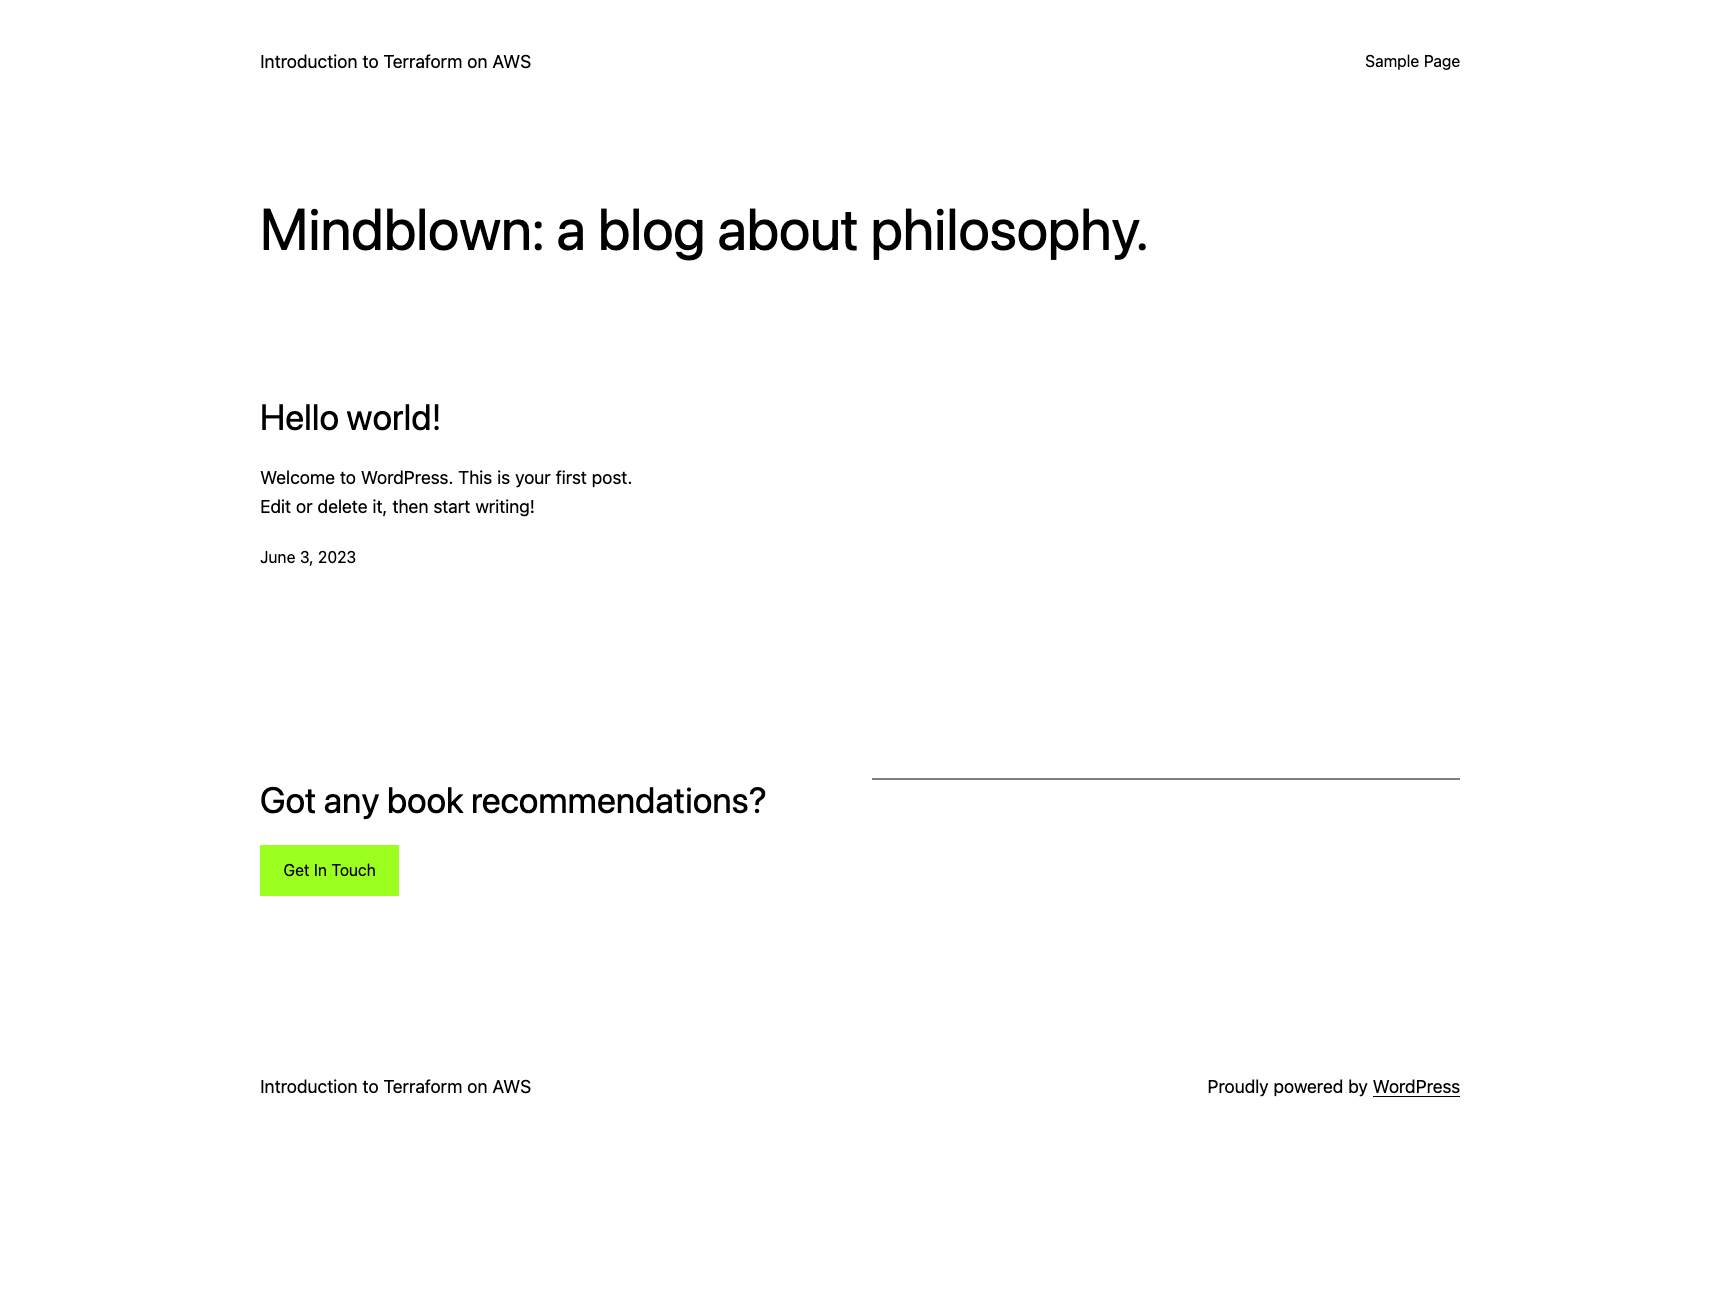 Introduction to Terraform on AWS
Sample Page
Mindblown: a blog about philosophy.
Hello world!
Welcome to WordPress. This is your first post.
Edit or delete it, then start writing!
June 3, 2023
Got any book recommendations?
Get In Touch
Introduction to Terraform on AWS
Proudly powered by WordPress